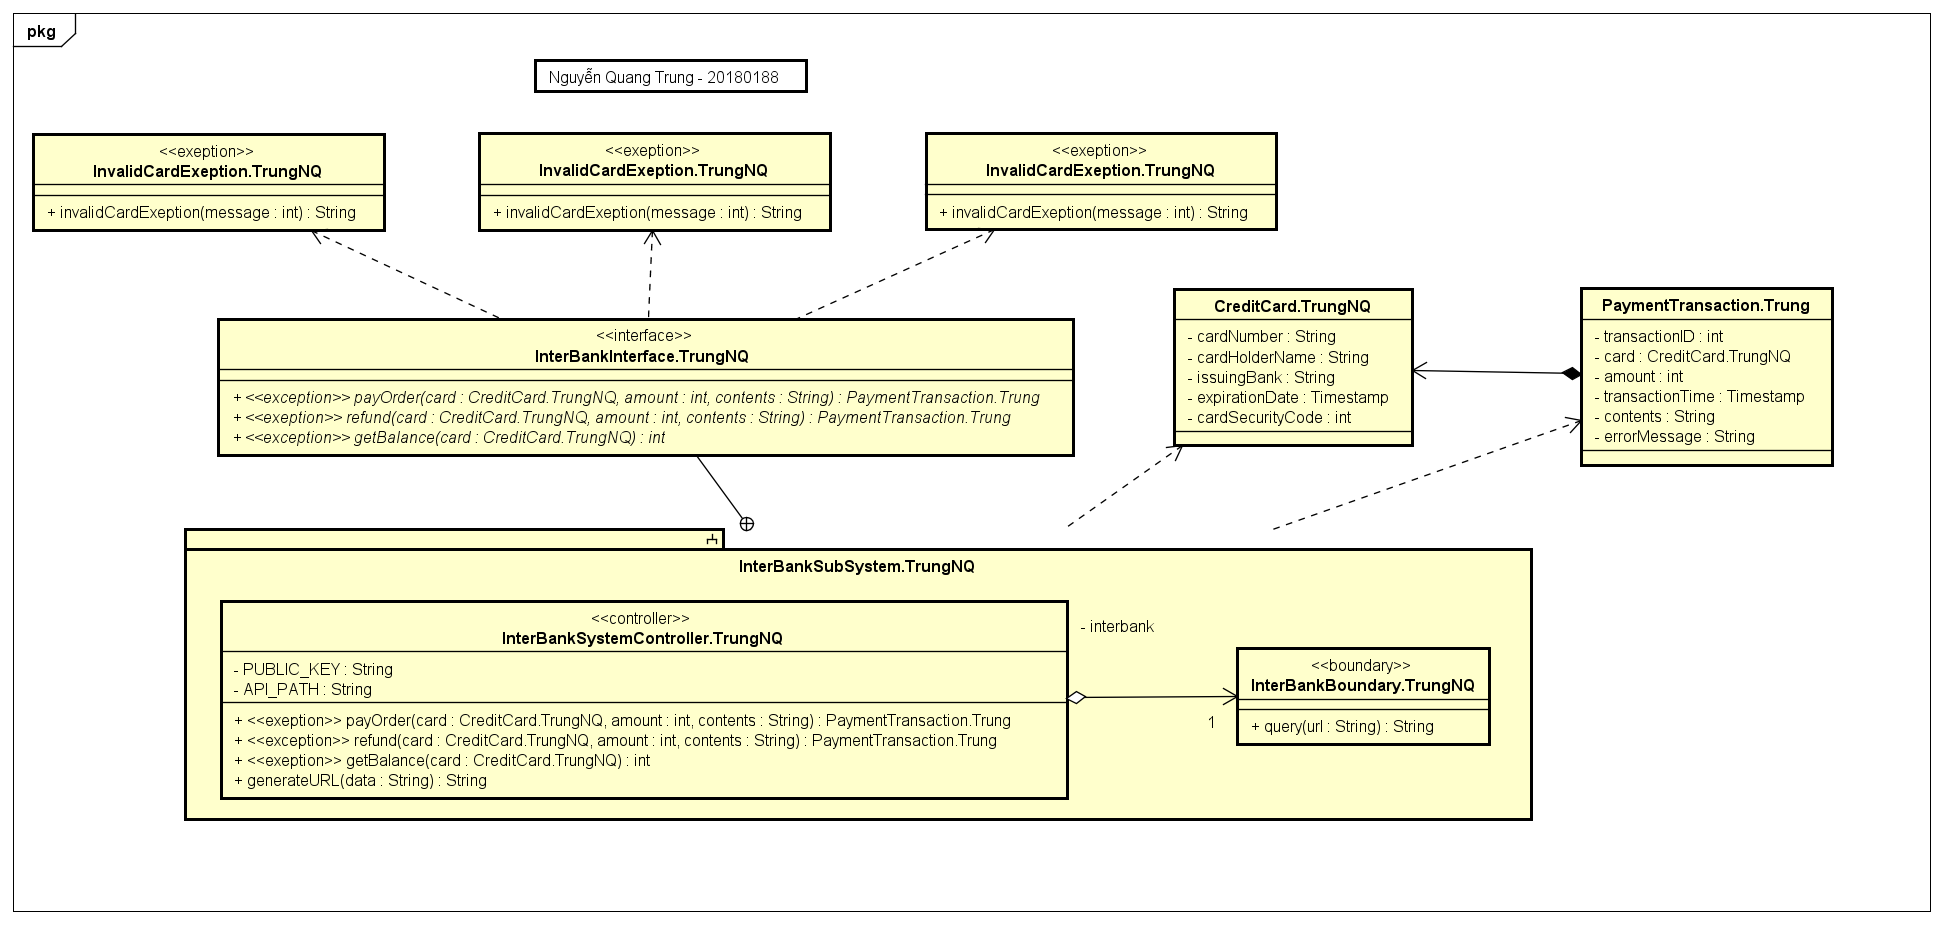 pkg
Nguyễn Quang Trung - 20180188
<<exeption>>
InvalidCardExeption.TrungNQ
+ invalidCardExeption(message : int) : String
<<exeption>>
InvalidCardExeption.TrungNQ
+ invalidCardExeption(message : int) : String
<<exeption>>
InvalidCardExeption.TrungNQ
+ invalidCardExeption(message : int) : String
<<interface>>
InterBankInterface.TrungNQ
+ <<exception>> payOrder(card : CreditCard.TrungNQ, amount : int, contents : String) : PaymentTransaction.Trung
+ <<exeption>> refund(card : CreditCard.TrungNQ, amount : int, contents : String) : PaymentTransaction.Trung
+ <<exception>> getBalance(card : CreditCard.TrungNQ) : int
CreditCard.TrungNQ
- cardNumber : String
- cardHolderName : String
- issuingBank : String
- expirationDate : Timestamp
- cardSecurityCode : int
PaymentTransaction.Trung
- transactionID : int
- card : CreditCard.TrungNQ
- amount : int
- transactionTime : Timestamp
- contents : String
- errorMessage : String
InterBankSubSystem.TrungNQ
<<controller>>
InterBankSystemController.TrungNQ
- PUBLIC_KEY : String
- API_PATH : String
+ <<exeption>> payOrder(card : CreditCard.TrungNQ, amount : int, contents : String) : PaymentTransaction.Trung
+ <<exception>> refund(card : CreditCard.TrungNQ, amount : int, contents : String) : PaymentTransaction.Trung
+ <<exeption>> getBalance(card : CreditCard.TrungNQ) : int
+ generateURL(data : String) : String
- interbank
1
<<boundary>>
InterBankBoundary.TrungNQ
+ query(url : String) : String